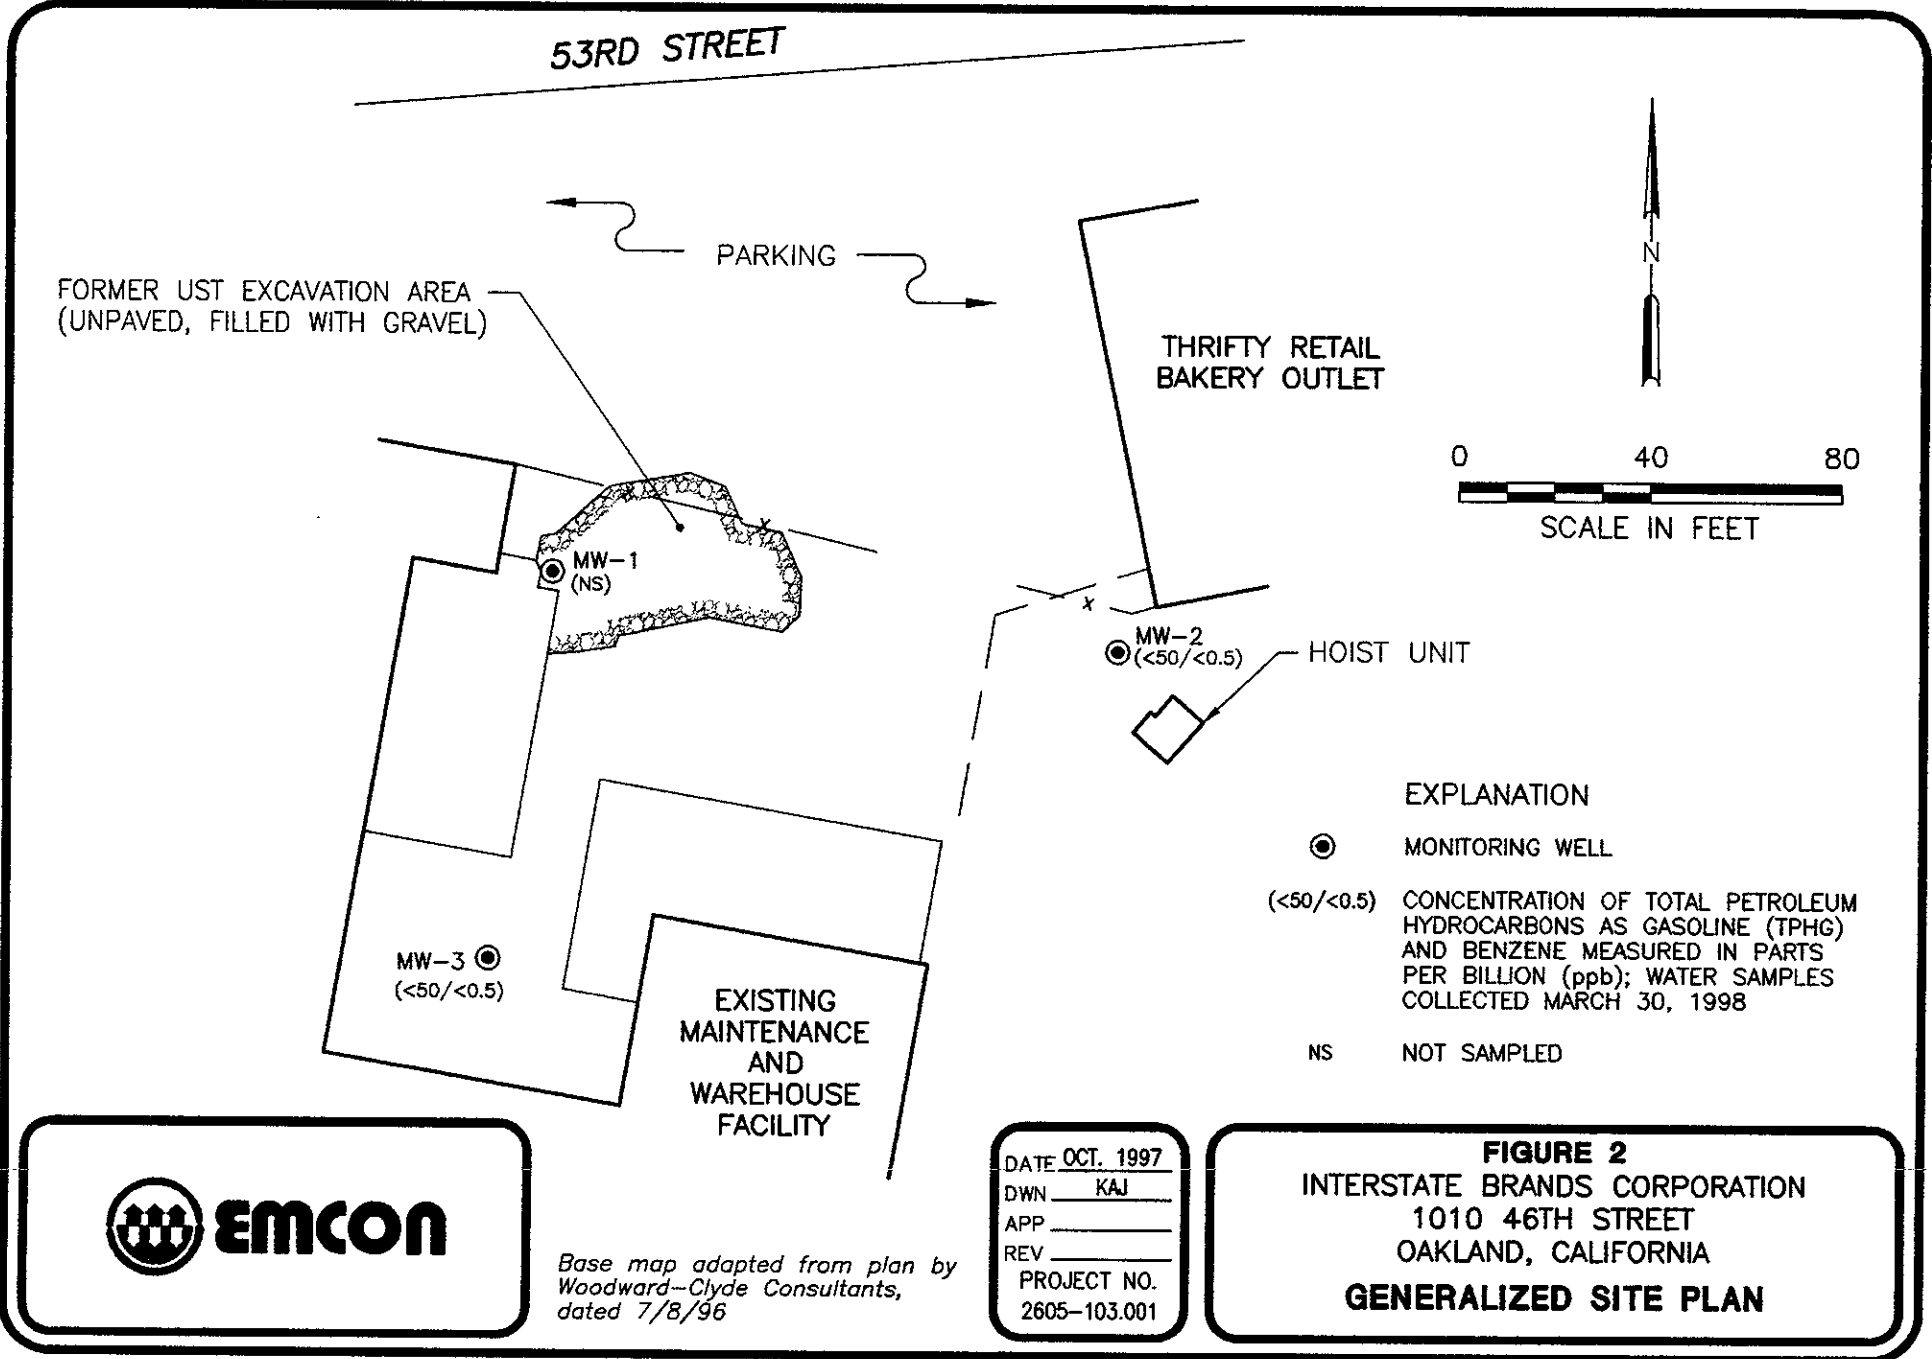 53RD STREET
PARKING
FORMER UST EXCAVATION AREA
(UNPAVED, FILLED WITH GRAVEL)
N
THRIFTY RETAIL
BAKERY OUTLET
0 40 80
SCALE IN FEET
x
MW-1
(NS)
x
MW-2
(<50/<0.5)
HOIST UNIT
EXPLANATION
MONITORING WELL
(<50/<0.5) CONCENTRATION OF TOTAL PETROLEUM
HYDROCARBONS AS GASOLINE (TPHG)
AND BENZENE MEASURED IN PARTS
PER BILLION (ppb); WATER SAMPLES
COLLECTED MARCH 30, 1998
NS NOT SAMPLED
MW-3
(<50/<0.5)
EXISTING
MAINTENANCE
AND
WAREHOUSE
FACILITY
EMCON
Base map adapted from plan by
Woodward-Clyde Consultants,
dated 7/8/96
DATE OCT. 1997
DWN KAJ
APP
REV
PROJECT NO.
2605-103.001
FIGURE 2
INTERSTATE BRANDS CORPORATION
1010 46TH STREET
OAKLAND, CALIFORNIA
GENERALIZED SITE PLAN